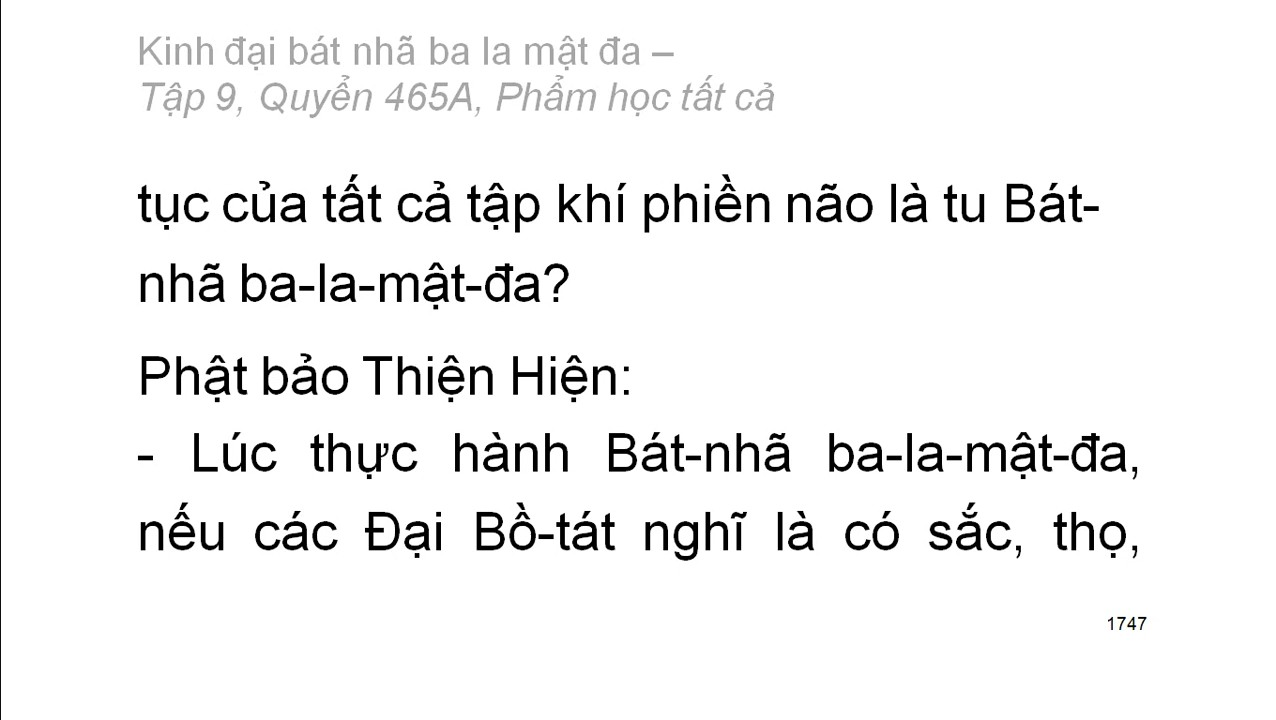 Kinh đại bát nhã ba la mật đa –
Tập 9, Quyển 465A, Phẩm học tất cả
tục của tất cả tập khí phiền não là tu Bát-
nhã ba-la-mật-đa?
Phật bảo Thiện Hiện:
- Lúc thực hành Bát-nhã ba-la-mật-đa,
nếu các Đại Bồ-tát nghĩ là có sắc, thọ,
1747